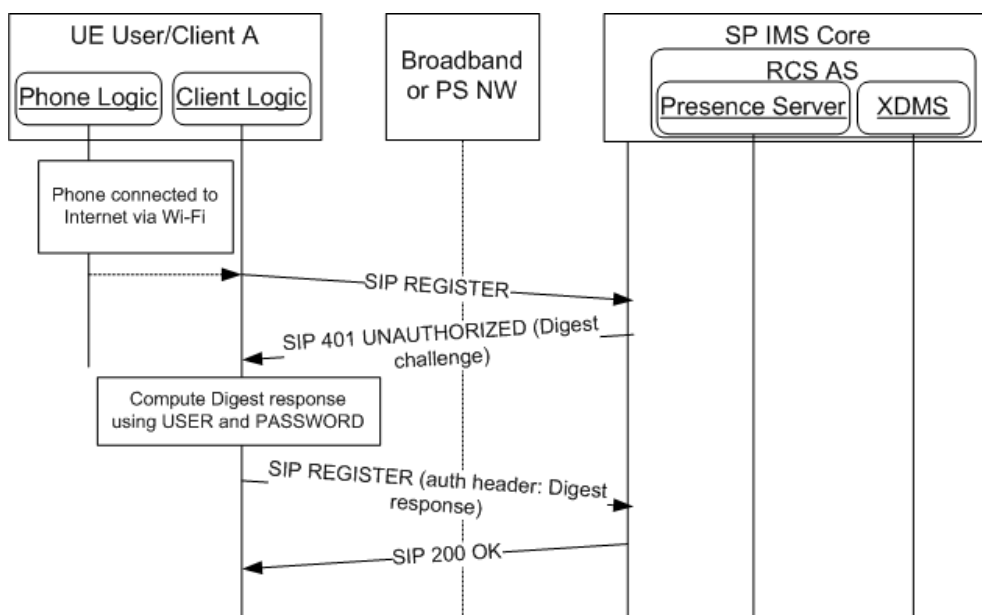 UE User/Client A
Phone Logic
Client Logic
Broadband
or PS NW
SP IMS Core
RCS AS
Presence Server
XDMS
Phone connected to
Internet via Wi-Fi
SIP REGISTER
SIP 401 UNAUTHORIZED (Digest
challenge)
Compute Digest response
using USER and PASSWORD
SIP REGISTER (auth header: Digest
response)
SIP 200 OK